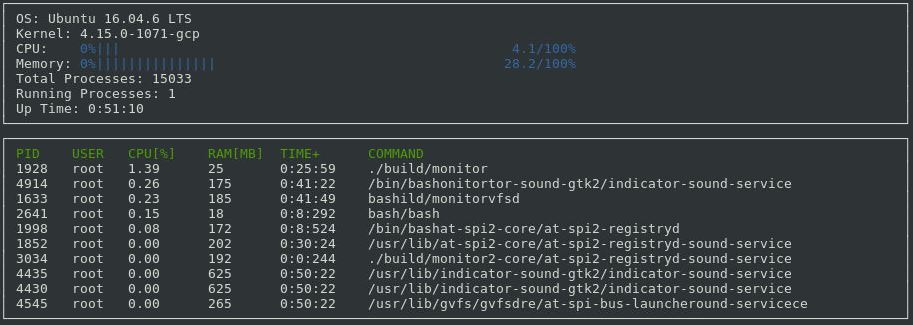 OS: Ubuntu 16.04.6 LTS
Kernel: 4.15.0-1071-gcp
CPU: 0%||| 4.1/100%
Memory: 0%||||||||||||||| 28.2/100%
Total Processes: 15033
Running Processes: 1
Up Time: 0:51:10
PID USER CPU[%] RAM[MB] TIME+ COMMAND
1928 root 1.39 25 0:25:59 ./build/monitor
4914 root 0.26 175 0:41:22 /bin/bashonitortor-sound-gtk2/indicator-sound-service
1633 root 0.23 185 0:41:49 bashild/monitorvfsd
2641 root 0.15 18 0:8:292 bash/bash
1998 root 0.08 172 0:8:524 /bin/bashat-spi2-core/at-spi2-registryd
1852 root 0.00 202 0:30:24 /usr/lib/at-spi2-core/at-spi2-registryd-sound-service
3034 root 0.00 192 0:0:244 ./build/monitor2-core/at-spi2-registryd-sound-service
4435 root 0.00 625 0:50:22 /usr/lib/indicator-sound-gtk2/indicator-sound-service
4430 root 0.00 625 0:50:22 /usr/lib/indicator-sound-gtk2/indicator-sound-service
4545 root 0.00 265 0:50:22 /usr/lib/gvfs/gvfsdre/at-spi-bus-launcheround-servicece